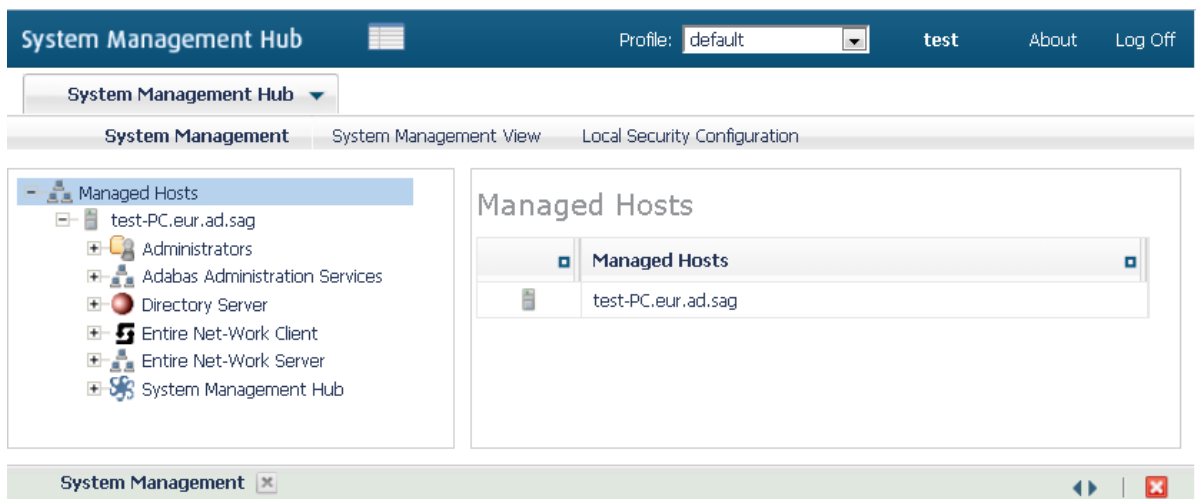 System Management Hub Profile: default test About Log Off
System Management Hub
System Management System Management View Local Security Configuration
Managed Hosts
test-PC.eur.ad.sag
Administrators
Adabas Administration Services
Directory Server
Entire Net-Work Client
Entire Net-Work Server
System Management Hub
Managed Hosts
Managed Hosts
test-PC.eur.ad.sag
System Management